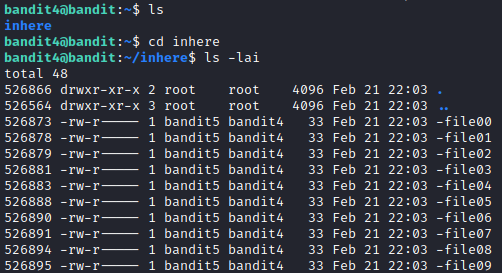 bandit4@bandit:~$ ls
inhere
bandit4@bandit:~$ cd inhere
bandit4@bandit:~/inhere$ ls -lai
total 48
526866 drwxr-xr-x 2 root    root    4096 Feb 21 22:03 .
526564 drwxr-xr-x 3 root    root    4096 Feb 21 22:03 ..
526873 -rw-r----- 1 bandit5 bandit4   33 Feb 21 22:03 -file00
526878 -rw-r----- 1 bandit5 bandit4   33 Feb 21 22:03 -file01
526879 -rw-r----- 1 bandit5 bandit4   33 Feb 21 22:03 -file02
526881 -rw-r----- 1 bandit5 bandit4   33 Feb 21 22:03 -file03
526883 -rw-r----- 1 bandit5 bandit4   33 Feb 21 22:03 -file04
526888 -rw-r----- 1 bandit5 bandit4   33 Feb 21 22:03 -file05
526890 -rw-r----- 1 bandit5 bandit4   33 Feb 21 22:03 -file06
526891 -rw-r----- 1 bandit5 bandit4   33 Feb 21 22:03 -file07
526894 -rw-r----- 1 bandit5 bandit4   33 Feb 21 22:03 -file08
526895 -rw-r----- 1 bandit5 bandit4   33 Feb 21 22:03 -file09